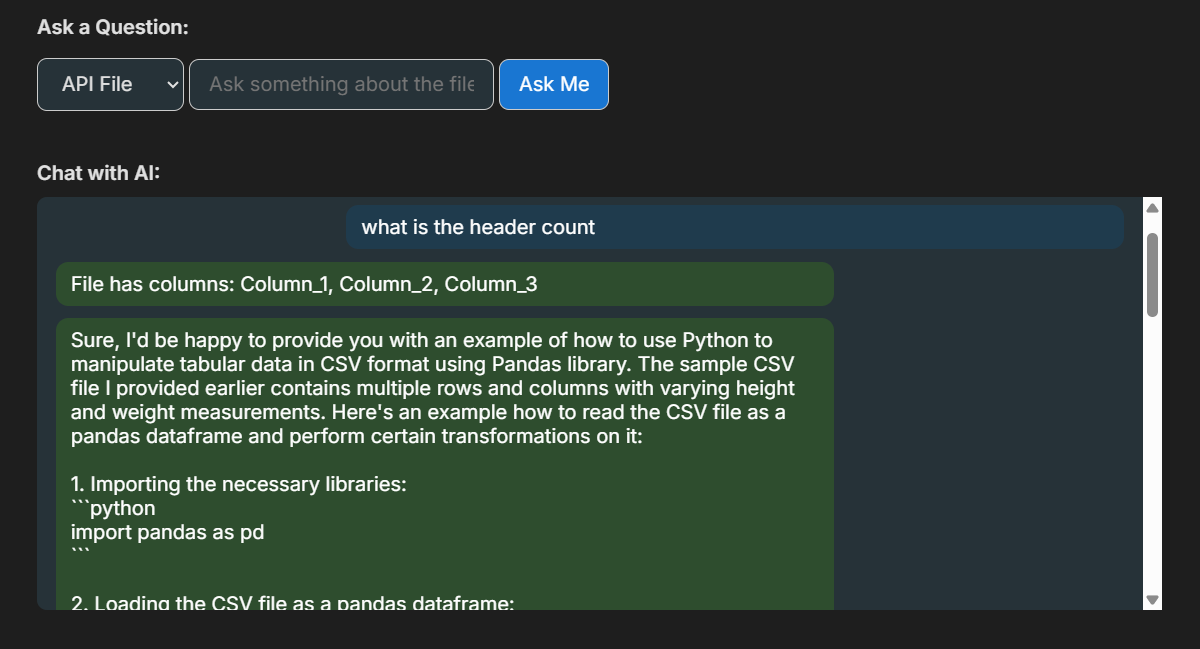 Ask a Question:
API File
Ask something about the file
Ask Me
Chat with AI:
what is the header count
File has columns: Column_1, Column_2, Column_3
Sure, I'd be happy to provide you with an example of how to use Python to
manipulate tabular data in CSV format using Pandas library. The sample CSV
file I provided earlier contains multiple rows and columns with varying height
and weight measurements. Here's an example how to read the CSV file as a
pandas dataframe and perform certain transformations on it:
1. Importing the necessary libraries:
```python
import pandas as pd
```
2. Loading the CSV file as a pandas dataframe: